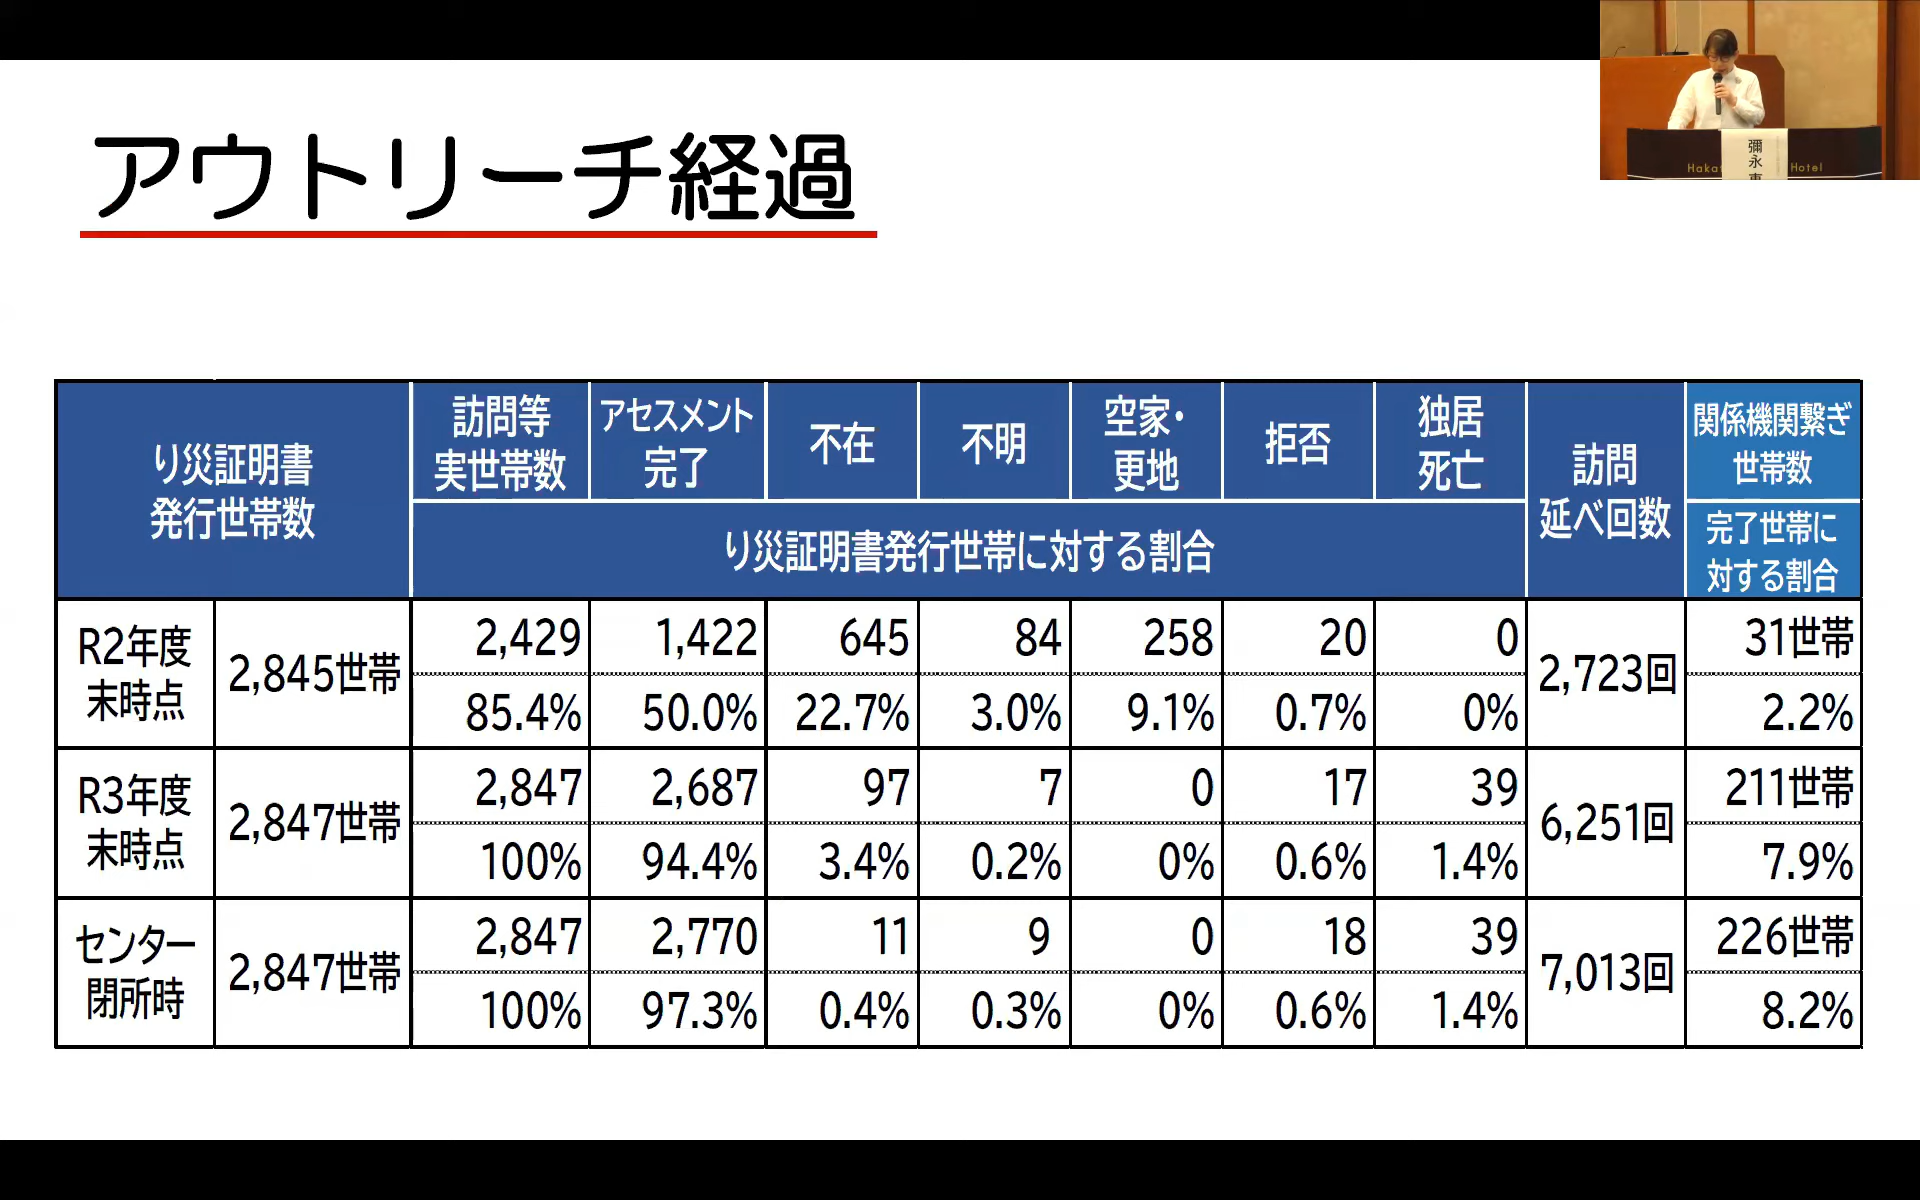 アウトリーチ経過
彌永
Hotel
り災証明書
発行世帯数
訪問等
実世帯数
アセスメント
完了
不在
不明
空家・
更地
拒否
独居
死亡
訪問
延べ回数
関係機関繋ぎ
世帯数
り災証明書発行世帯に対する割合
完了世帯に
対する割合
R2年度
末時点
2,845世帯
2,429
1,422
645
84
258
20
0
2,723回
31世帯
85.4%
50.0%
22.7%
3.0%
9.1%
0.7%
0%
2.2%
R3年度
末時点
2,847世帯
2,847
2,687
97
7
0
17
39
6,251回
211世帯
100%
94.4%
3.4%
0.2%
0%
0.6%
1.4%
7.9%
センター
閉所時
2,847世帯
2,847
2,770
11
9
0
18
39
7,013回
226世帯
100%
97.3%
0.4%
0.3%
0%
0.6%
1.4%
8.2%